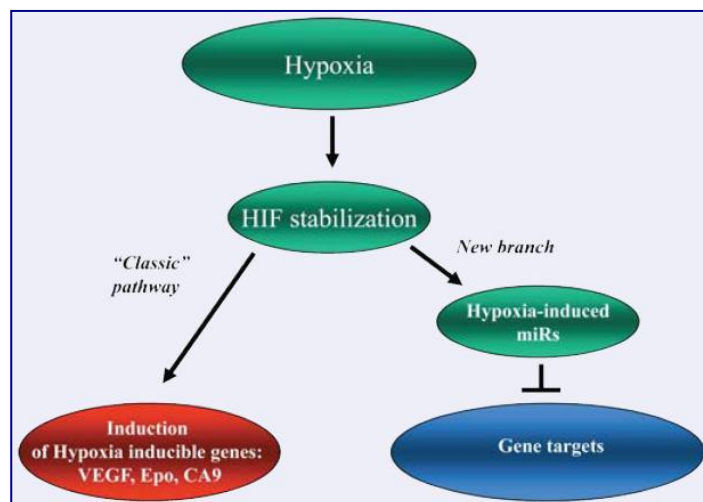 Hypoxia
HIF stabilization
“Classic”
pathway
New branch
Hypoxia-induced
miRs
Induction
of Hypoxia inducible genes:
VEGF, Epo, CA9
Gene targets